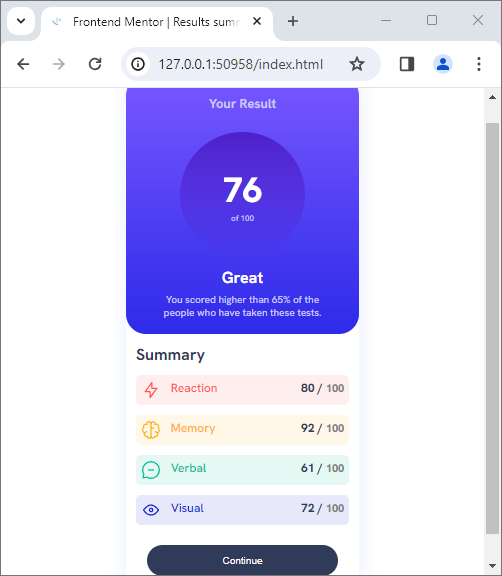 Frontend Mentor | Results summ
127.0.0.1:50958/index.html
Your Result
76
of 100
Great
You scored higher than 65% of the
people who have taken these tests.
Summary
Reaction 80 / 100
Memory 92 / 100
Verbal 61 / 100
Visual 72 / 100
Continue